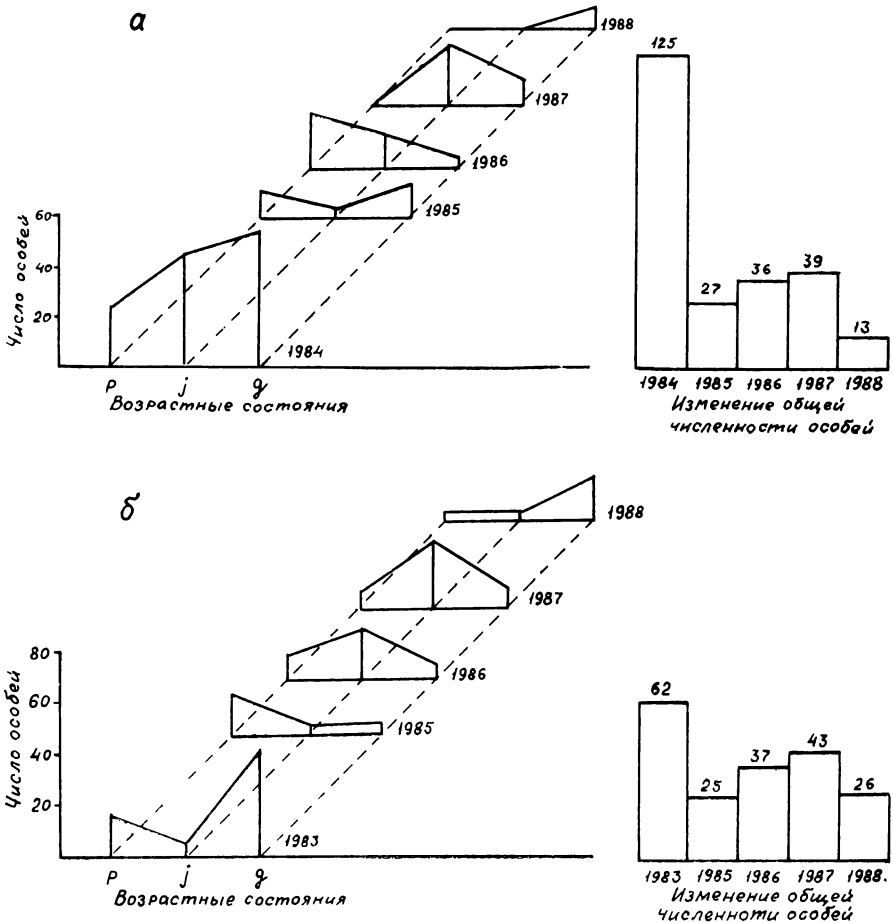 а
1988
1987
1986
1985
1984
60
40
20
Число особей
p j g
Возрастные состояния
125
27
36
39
13
1984 1985 1986 1987 1988
Изменение общей
численности особей
б
1988
1987
1986
1985
1983
80
60
40
20
Число особей
p j g
Возрастные состояния
62
25
37
43
26
1983 1985 1986 1987 1988.
Изменение общей
численноти особей